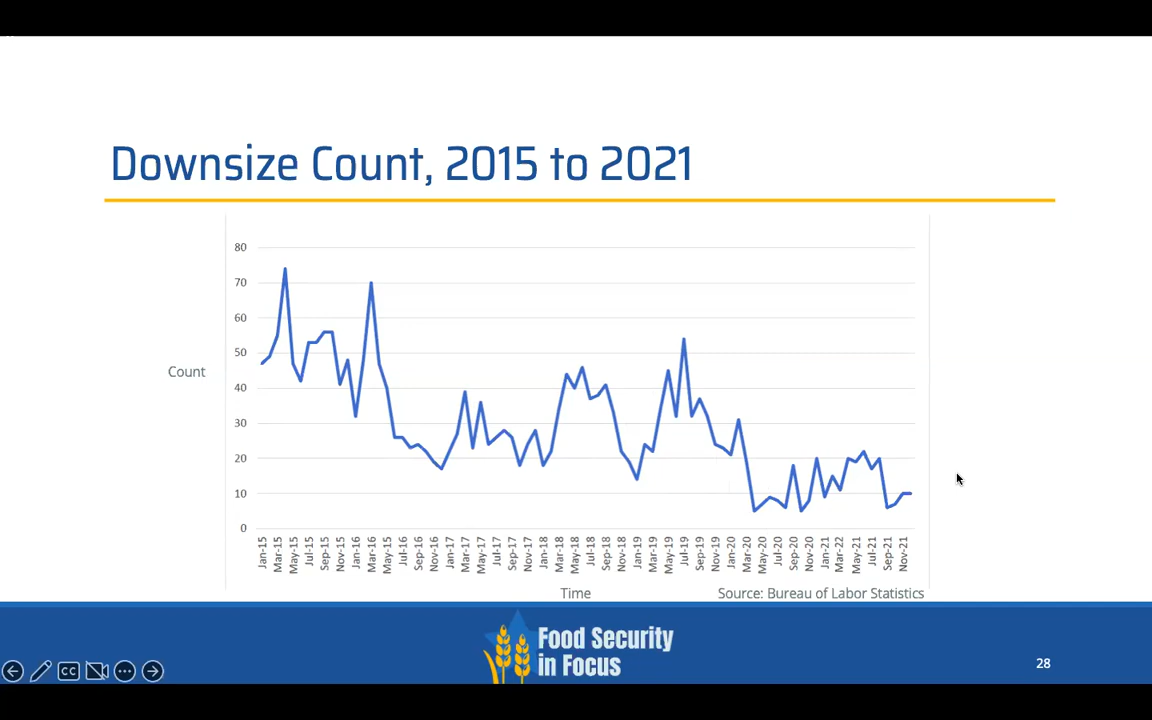 Downsize Count, 2015 to 2021
80
70
60
50
40
30
20
10
0
Count
Jan-15
Mar-15
May-15
Jul-15
Sep-15
Nov-15
Jan-16
Mar-16
May-15
Jul-16
Sep-16
Nov-16
Jan-17
Mar-17
May-17
Jul-17
Sep-17
Nov-17
Jan-18
Mar-18
May-18
Jul-18
Sep-18
Nov-18
Jan-19
Mar-19
May-19
Jul-19
Sep-19
Nov-19
Jan-20
Mar-20
May-20
Jul-20
Sep-20
Nov-20
Jan-21
Mar-22
May-21
Jul-21
Sep-21
Nov-21
Time
Source: Bureau of Labor Statistics
Food Security
in Focus
28
CC